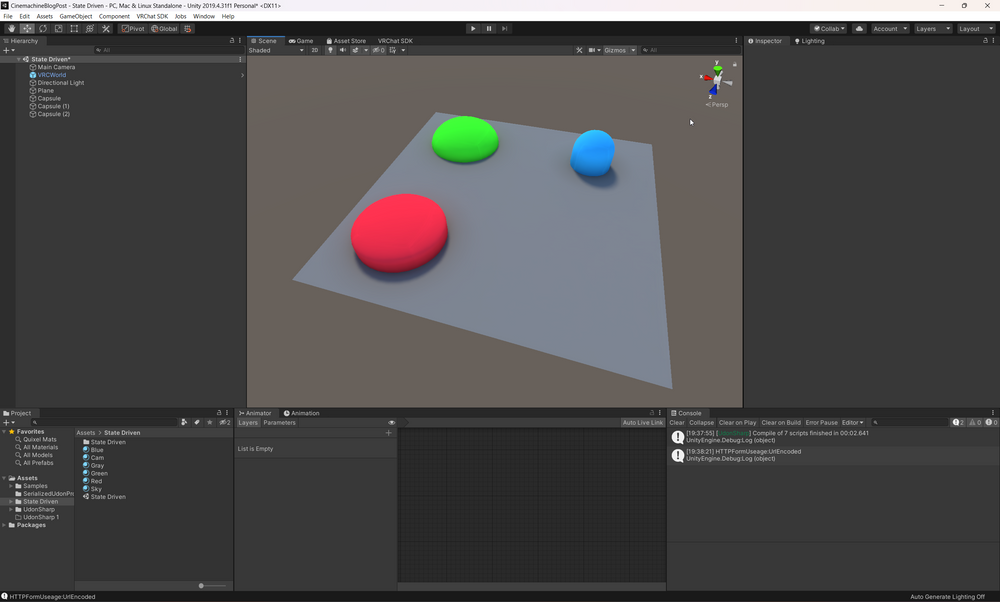 CinemachineBlogPost - State Driven - PC, Mac & Linux Standalone - Unity 2019.4.31f1 Personal* <DX11>
File Edit Assets GameObject Component VRChat SDK Jobs Window Help
Pivot Global Collab Account Layers Layout
Hierarchy
All
State Driven*
Main Camera
VRCWorld
Directional Light
Plane
Capsule
Capsule (1)
Capsule (2)
Scene Game Asset Store VRChat SDK
Shaded 2D 0 Gizmos All
y
x
z
Persp
Inspector Lighting
Project
2
Favorites
Quixel Mats
All Materials
All Models
All Prefabs
Assets
Samples
SerializedUdonPr
State Driven
UdonSharp
UdonSharp 1
Packages
Assets > State Driven
State Driven
Blue
Cam
Gray
Green
Red
Sky
State Driven
Animator Animation
Layers Parameters Auto Live Link
List is Empty
Console
Clear Collapse Clear on Play Clear on Build Error Pause Editor 2 0 0
[19:37:55] [UdonSharp] Compile of 7 scripts finished in 00:02.641
UnityEngine.Debug:Log (object)
[19:38:21] HTTPFormUseage:UrlEncoded
UnityEngine.Debug:Log (object)
HTTPFormUseage:UrlEncoded
Auto Generate Lighting Off